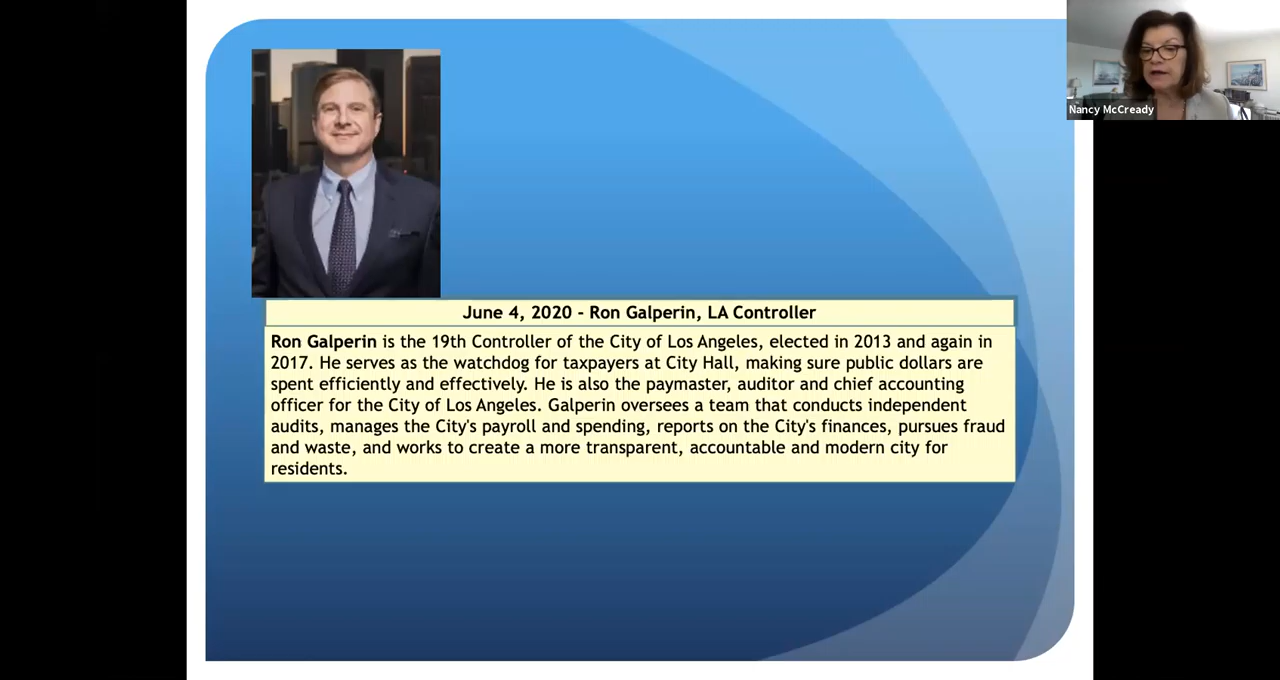 Nancy McCready
June 4, 2020 - Ron Galperin, LA Controller
Ron Galperin is the 19th Controller of the City of Los Angeles, elected in 2013 and again in
2017. He serves as the watchdog for taxpayers at City Hall, making sure public dollars are
spent efficiently and effectively. He is also the paymaster, auditor and chief accounting
officer for the City of Los Angeles. Galperin oversees a team that conducts independent
audits, manages the City's payroll and spending, reports on the City's finances, pursues fraud
and waste, and works to create a more transparent, accountable and modern city for
residents.